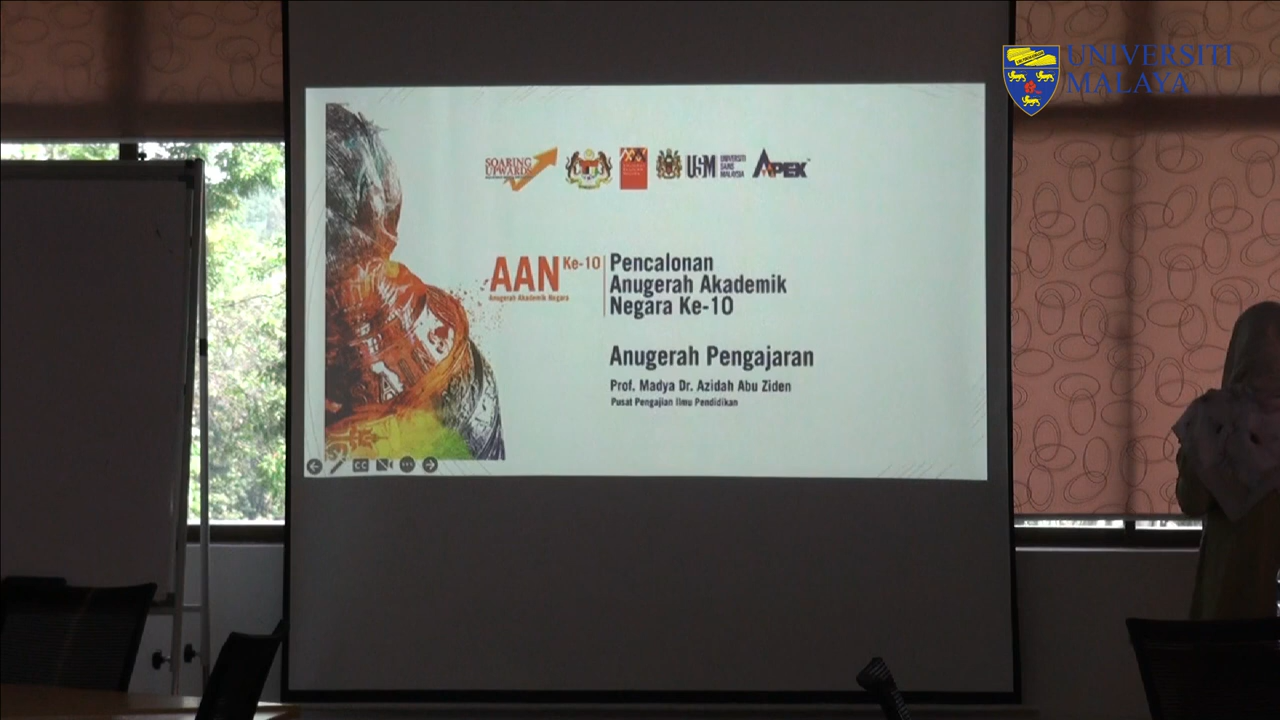 UNIVERSITI
MALAYA
SOARING
UPWARDS
USM
UNIVERSITI
SAINS
MALAYSIA
APEX
AAN Ke-10
Anugerah Akademik Negara
Pencalonan
Anugerah Akademik
Negara Ke-10
Anugerah Pengajaran
Prof. Madya Dr. Azidah Abu Ziden
Pusat Pengajian Ilmu Pendidikan
CC